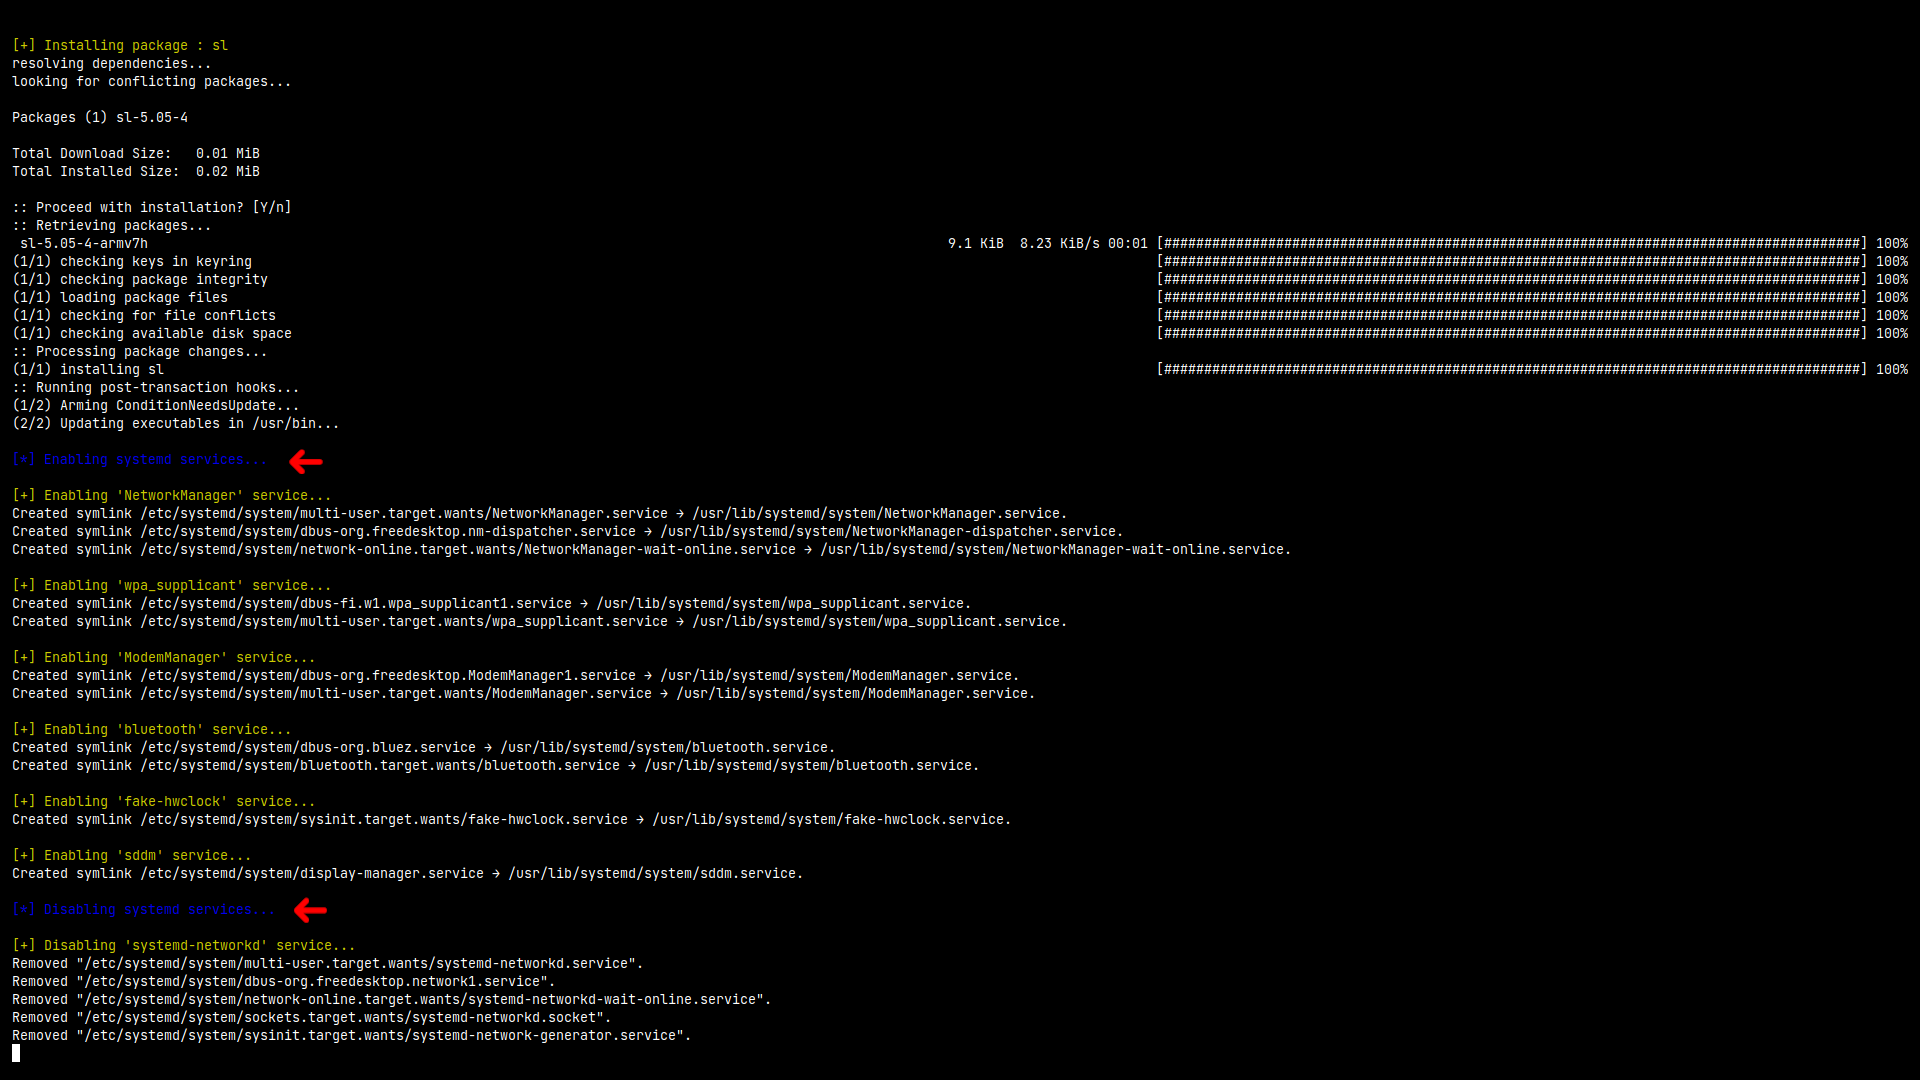 [+] Installing package : sl
resolving dependencies...
looking for conflicting packages...
Packages (1) sl-5.05-4
Total Download Size:   0.01 MiB
Total Installed Size:  0.02 MiB
:: Proceed with installation? [Y/n]
:: Retrieving packages...
sl-5.05-4-armv7h 9.1 KiB  8.23 KiB/s 00:01 [#######################################################################################] 100%
(1/1) checking keys in keyring [#######################################################################################] 100%
(1/1) checking package integrity [#######################################################################################] 100%
(1/1) loading package files [#######################################################################################] 100%
(1/1) checking for file conflicts [#######################################################################################] 100%
(1/1) checking available disk space [#######################################################################################] 100%
:: Processing package changes...
(1/1) installing sl [#######################################################################################] 100%
:: Running post-transaction hooks...
(1/2) Arming ConditionNeedsUpdate...
(2/2) Updating executables in /usr/bin...
[*] Enabling systemd services...
[+] Enabling 'NetworkManager' service...
Created symlink /etc/systemd/system/multi-user.target.wants/NetworkManager.service → /usr/lib/systemd/system/NetworkManager.service.
Created symlink /etc/systemd/system/dbus-org.freedesktop.nm-dispatcher.service → /usr/lib/systemd/system/NetworkManager-dispatcher.service.
Created symlink /etc/systemd/system/network-online.target.wants/NetworkManager-wait-online.service → /usr/lib/systemd/system/NetworkManager-wait-online.service.
[+] Enabling 'wpa_supplicant' service...
Created symlink /etc/systemd/system/dbus-fi.w1.wpa_supplicant1.service → /usr/lib/systemd/system/wpa_supplicant.service.
Created symlink /etc/systemd/system/multi-user.target.wants/wpa_supplicant.service → /usr/lib/systemd/system/wpa_supplicant.service.
[+] Enabling 'ModemManager' service...
Created symlink /etc/systemd/system/dbus-org.freedesktop.ModemManager1.service → /usr/lib/systemd/system/ModemManager.service.
Created symlink /etc/systemd/system/multi-user.target.wants/ModemManager.service → /usr/lib/systemd/system/ModemManager.service.
[+] Enabling 'bluetooth' service...
Created symlink /etc/systemd/system/dbus-org.bluez.service → /usr/lib/systemd/system/bluetooth.service.
Created symlink /etc/systemd/system/bluetooth.target.wants/bluetooth.service → /usr/lib/systemd/system/bluetooth.service.
[+] Enabling 'fake-hwclock' service...
Created symlink /etc/systemd/system/sysinit.target.wants/fake-hwclock.service → /usr/lib/systemd/system/fake-hwclock.service.
[+] Enabling 'sddm' service...
Created symlink /etc/systemd/system/display-manager.service → /usr/lib/systemd/system/sddm.service.
[*] Disabling systemd services...
[+] Disabling 'systemd-networkd' service...
Removed "/etc/systemd/system/multi-user.target.wants/systemd-networkd.service".
Removed "/etc/systemd/system/dbus-org.freedesktop.network1.service".
Removed "/etc/systemd/system/network-online.target.wants/systemd-networkd-wait-online.service".
Removed "/etc/systemd/system/sockets.target.wants/systemd-networkd.socket".
Removed "/etc/systemd/system/sysinit.target.wants/systemd-network-generator.service".